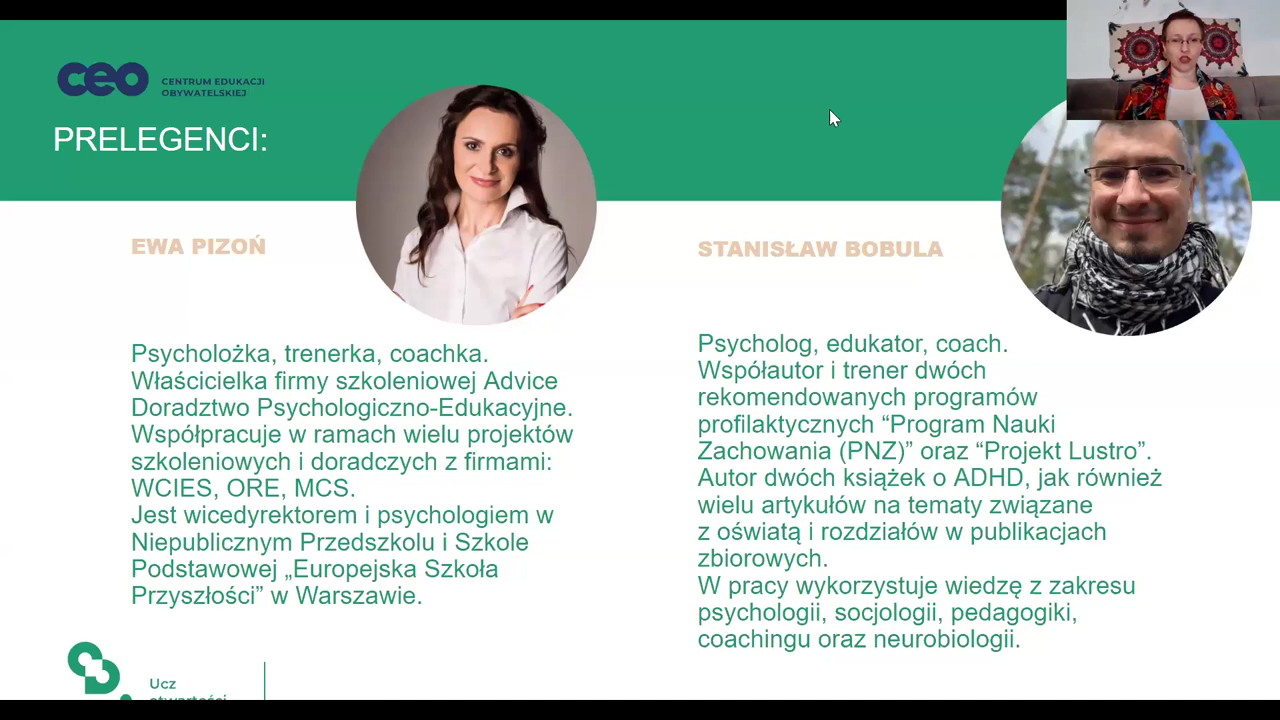 ceo
CENTRUM EDUKACJI
OBYWATELSKIEJ
PRELEGENCI:
EWA PIZOŃ
Psycholożka, trenerka, coachka.
Właścicielka firmy szkoleniowej Advice
Doradztwo Psychologiczno-Edukacyjne.
Współpracuje w ramach wielu projektów
szkoleniowych i doradczych z firmami:
WCIES, ORE, MCS.
Jest wicedyrektorem i psychologiem w
Niepublicznym Przedszkolu i Szkole
Podstawowej „Europejska Szkoła
Przyszłości” w Warszawie.
STANISŁAW BOBULA
Psycholog, edukator, coach.
Współautor i trener dwóch
rekomendowanych programów
profilaktycznych “Program Nauki
Zachowania (PNZ)” oraz “Projekt Lustro”.
Autor dwóch książek o ADHD, jak również
wielu artykułów na tematy związane
z oświatą i rozdziałów w publikacjach
zbiorowych.
W pracy wykorzystuje wiedzę z zakresu
psychologii, socjologii, pedagogiki,
coachingu oraz neurobiologii.
Ucz
otwartości